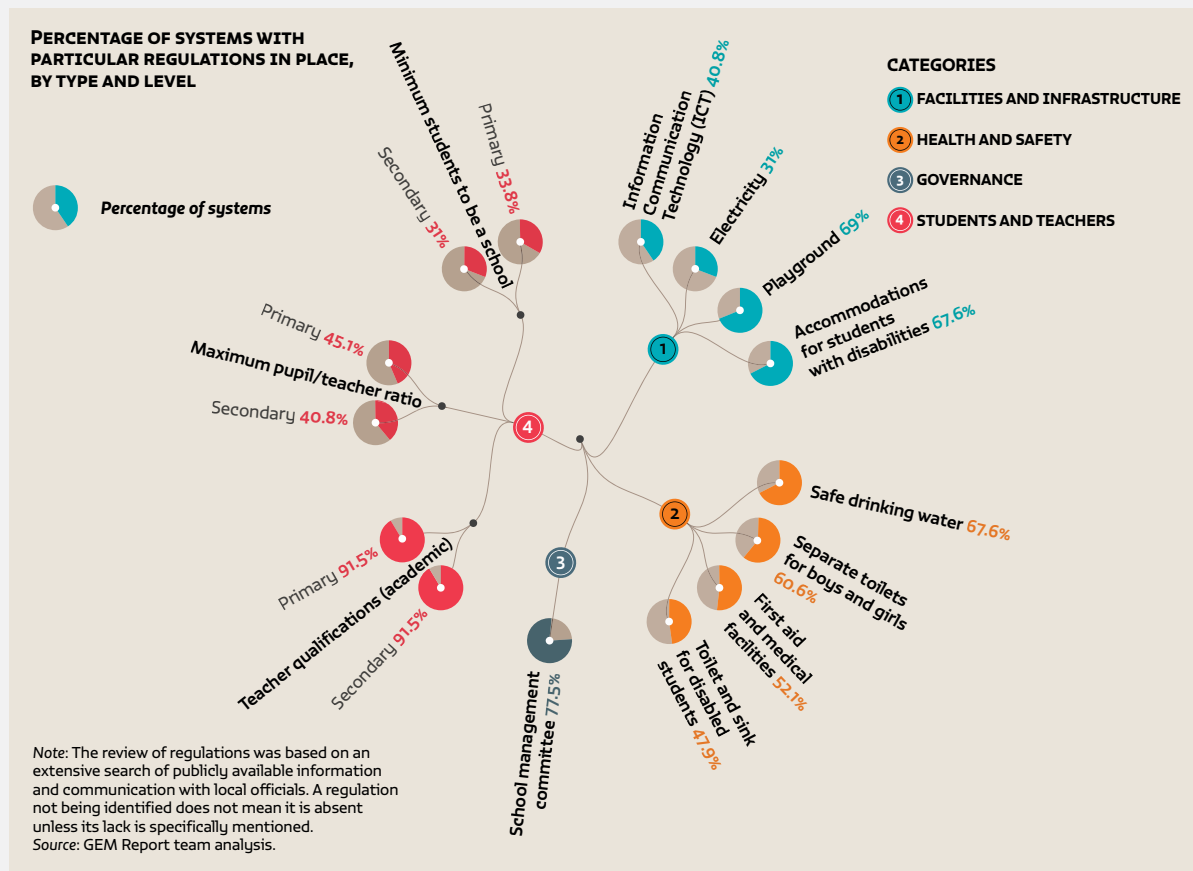 PERCENTAGE OF SYSTEMS WITH
PARTICULAR REGULATIONS IN PLACE,
BY TYPE AND LEVEL
Percentage of systems
CATEGORIES
1 FACILITIES AND INFRASTRUCTURE
2 HEALTH AND SAFETY
3 GOVERNANCE
4 STUDENTS AND TEACHERS
Minimum students to be a school
Primary 33.8%
Secondary 31%
Primary 45.1%
Maximum pupil/teacher ratio
Secondary 40.8%
4
Primary 91.5%
Teacher qualifications (academic)
Secondary 91.5%
1
Information
Communication
Technology (ICT) 40.8%
Electricity 31%
Playground 69%
Accommodations
for students
with disabilities 67.6%
2
Safe drinking water 67.6%
Separate toilets
for boys and girls
60.6%
First aid
and medical
facilities 52.1%
Toilet and sink
for disabled
students 47.9%
3
School management
committee 77.5%
Note: The review of regulations was based on an
extensive search of publicly available information
and communication with local officials. A regulation
not being identified does not mean it is absent
unless its lack is specifically mentioned.
Source: GEM Report team analysis.